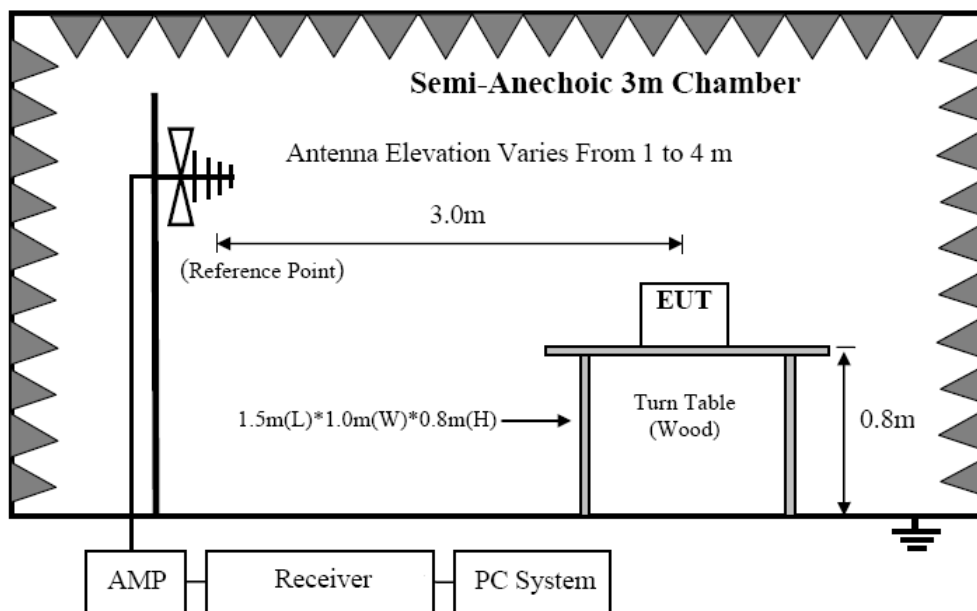 Semi-Anechoic 3m Chamber
Antenna Elevation Varies From 1 to 4 m
3.0m
(Reference Point)
EUT
1.5m(L)*1.0m(W)*0.8m(H)
Turn Table
(Wood)
0.8m
AMP
Receiver
PC System